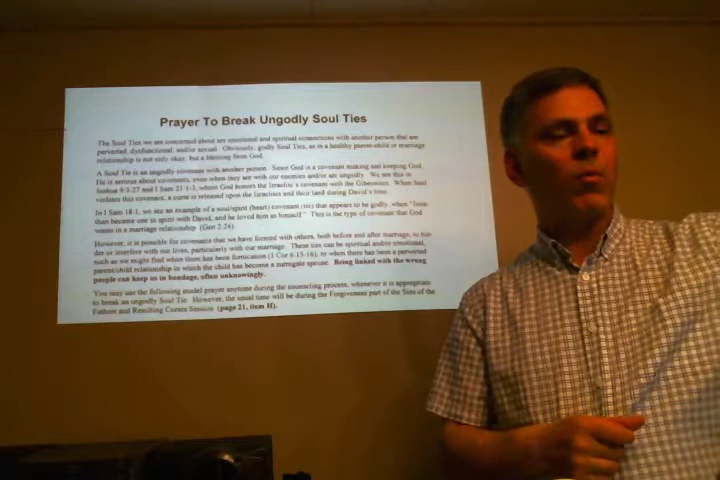 Prayer To Break Ungodly Soul Ties
The Soul Ties we are concerned about are emotional and spiritual connections with another person that are
perverted, dysfunctional, and/or sexual. Obviously, godly Soul Ties, as in a healthy parent-child or marriage
relationship is not only okay, but a blessing from God.
A Soul Tie is an ungodly covenant with another person. Since God is a covenant making and keeping God,
He is serious about covenants, even when they are with our enemies and/or are ungodly. We see this in
Joshua 9:3-27 and I Sam 21:1-3, where God honors the Israelite's covenant with the Gibeonites. When Saul
violates this covenant, a curse is released upon the Israelites and their land during David's time.
In I Sam 18:1, we see an example of a soul/spirit (heart) covenant (tie) that appears to be godly, when "Jona-
than became one in spirit with David, and he loved him as himself." This is the type of covenant that God
wants in a marriage relationship (Gen 2:24)
However, it is possible for covenants that we have formed with others, both before and after marriage, to hin-
der or interfere with our lives, particularly with our marriage. These ties can be spiritual and/or emotional,
such as we might find when there has been fornication (1 Cor 6:15-16), or when there has been a perverted
parent/child relationship in which the child has become a surrogate spouse. Being linked with the wrong
people can keep us in bondage, often unknowingly.
You may use the following model prayer anytime during the counseling process, whenever it is appropriate
to break an ungodly Soul Tie. However, the usual time will be during the Forgiveness part of the Sins of the
Fathers and Resulting Curses Session (page 21, item H).